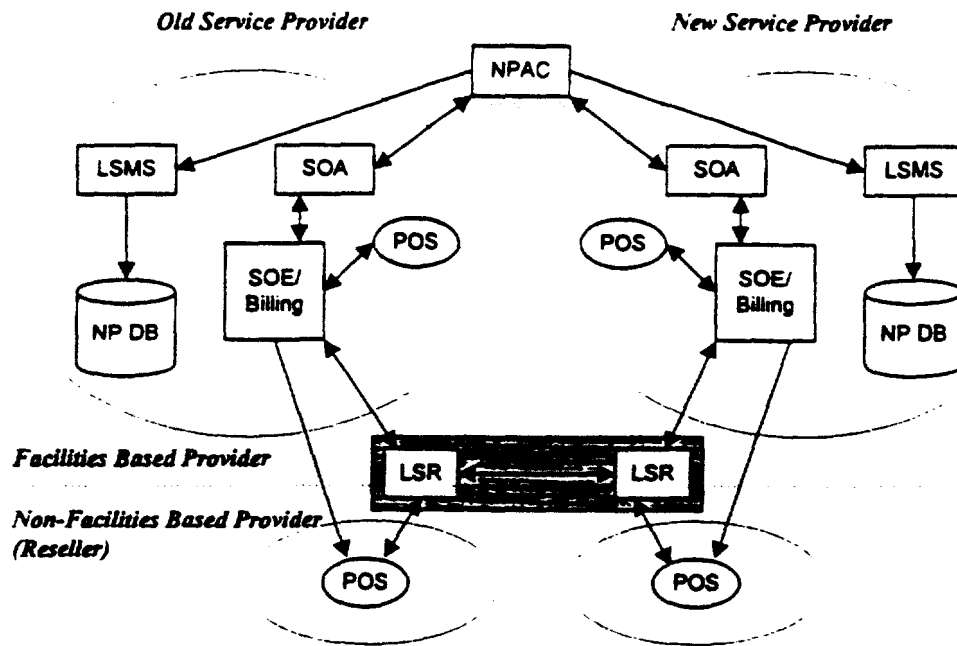 Old Service Provider
New Service Provider
NPAC
LSMS
SOA
SOA
LSMS
POS
POS
SOE/
Billing
SOE/
Billing
NP DB
NP DB
Facilities Based Provider
LSR
LSR
Non-Facilities Based Provider
(Reseller)
POS
POS